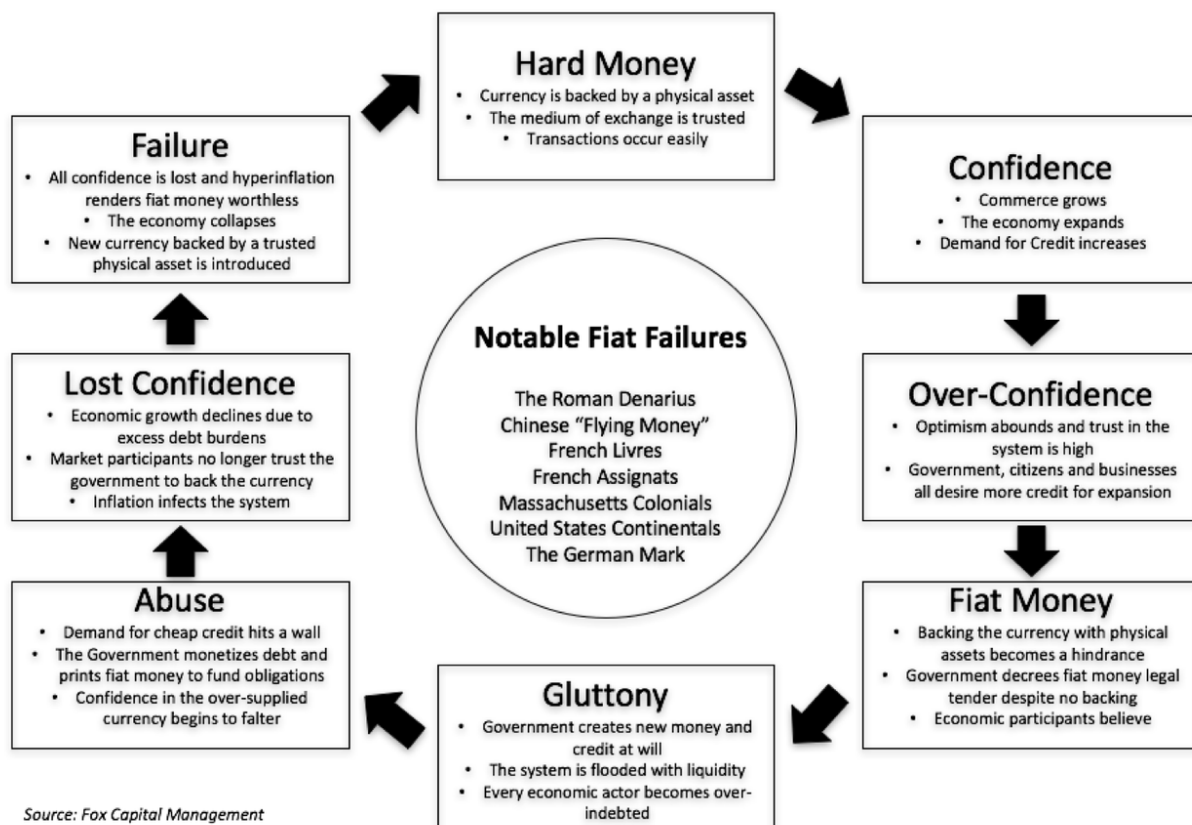 Hard Money
• Currency is backed by a physical asset
• The medium of exchange is trusted
• Transactions occur easily
Confidence
• Commerce grows
• The economy expands
• Demand for Credit increases
Over-Confidence
• Optimism abounds and trust in the
system is high
• Government, citizens and businesses
all desire more credit for expansion
Fiat Money
• Backing the currency with physical
assets becomes a hindrance
• Government decrees fiat money legal
tender despite no backing
• Economic participants believe
Gluttony
• Government creates new money and
credit at will
• The system is flooded with liquidity
• Every economic actor becomes over-
indebted
Abuse
• Demand for cheap credit hits a wall
• The Government monetizes debt and
prints fiat money to fund obligations
• Confidence in the over-supplied
currency begins to falter
Lost Confidence
• Economic growth declines due to
excess debt burdens
• Market participants no longer trust the
government to back the currency
• Inflation infects the system
Failure
• All confidence is lost and hyperinflation
renders fiat money worthless
• The economy collapses
• New currency backed by a trusted
physical asset is introduced
Notable Fiat Failures
The Roman Denarius
Chinese “Flying Money”
French Livres
French Assignats
Massachusetts Colonials
United States Continentals
The German Mark
Source: Fox Capital Management